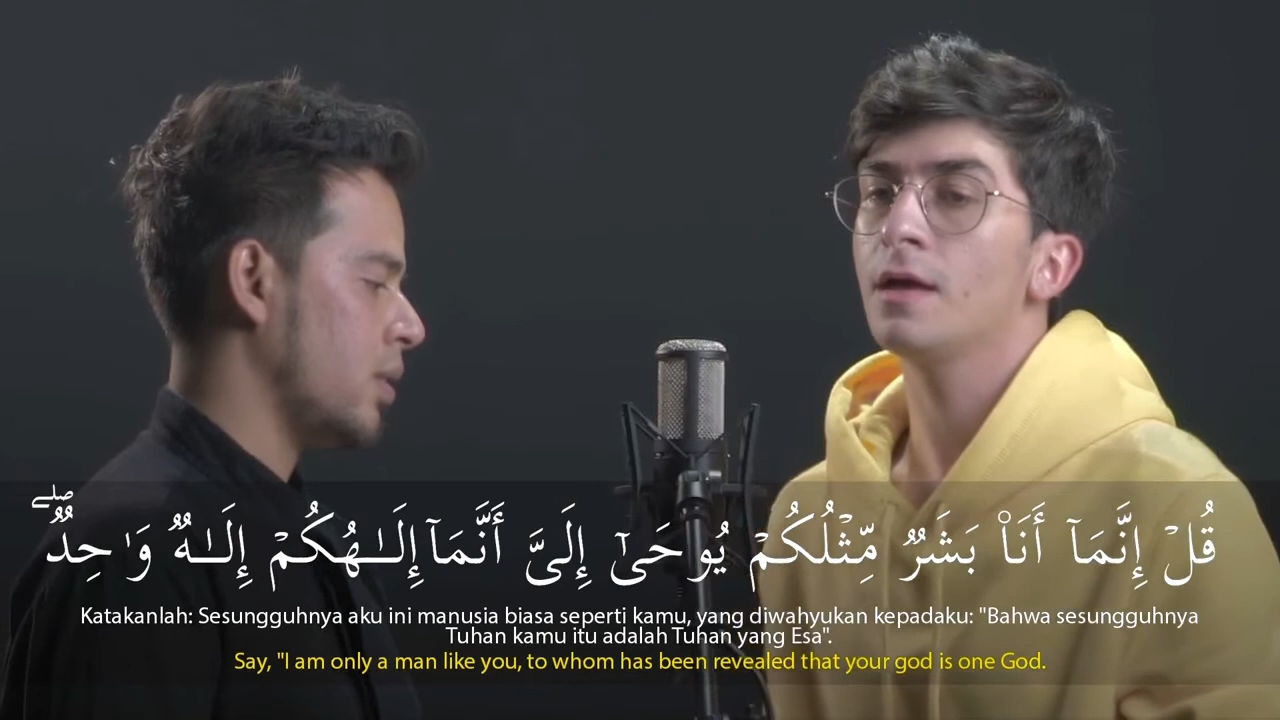 قُلْ إِنَّمَآ أَنَا۠ بَشَرٌۭ مِّثْلُكُمْ يُوحَىٰٓ إِلَىَّ أَنَّمَآ إِلَـٰهُكُمْ إِلَـٰهٌۭ وَٰحِدٌۭ ۖ
Katakanlah: Sesungguhnya aku ini manusia biasa seperti kamu, yang diwahyukan kepadaku: "Bahwa sesungguhnya
Tuhan kamu itu adalah Tuhan yang Esa".
Say, "I am only a man like you, to whom has been revealed that your god is one God.